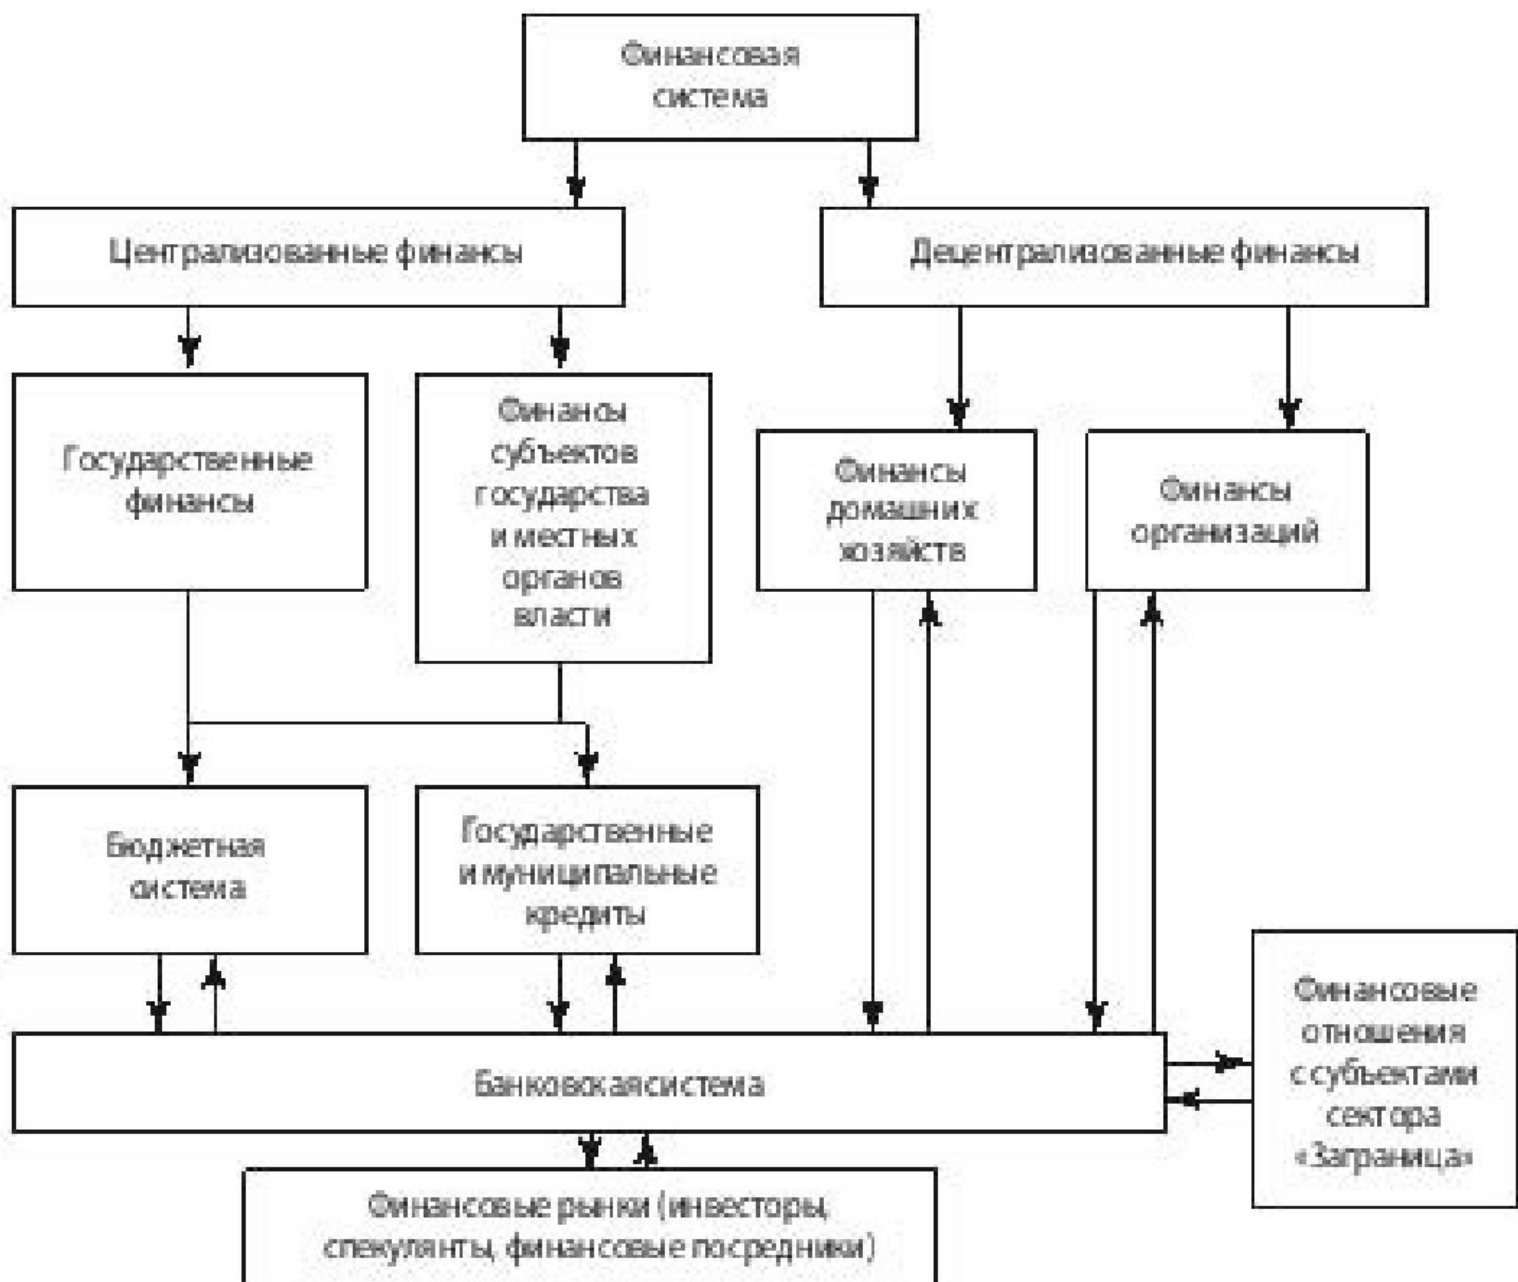 Финансовая
система
Централизованные финансы
Децентрализованные финансы
Государственные
финансы
Финансы
субъектов
государства
и местных
органов
власти
Финансы
домашних
хозяйств
Финансы
организаций
Бюджетная
система
Государственные
и муниципальные
кредиты
Банковская система
Финансовые
отношения
с субъектами
сектора
«Заграница»
Финансовые рынки (инвесторы,
спекулянты, финансовые посредники)